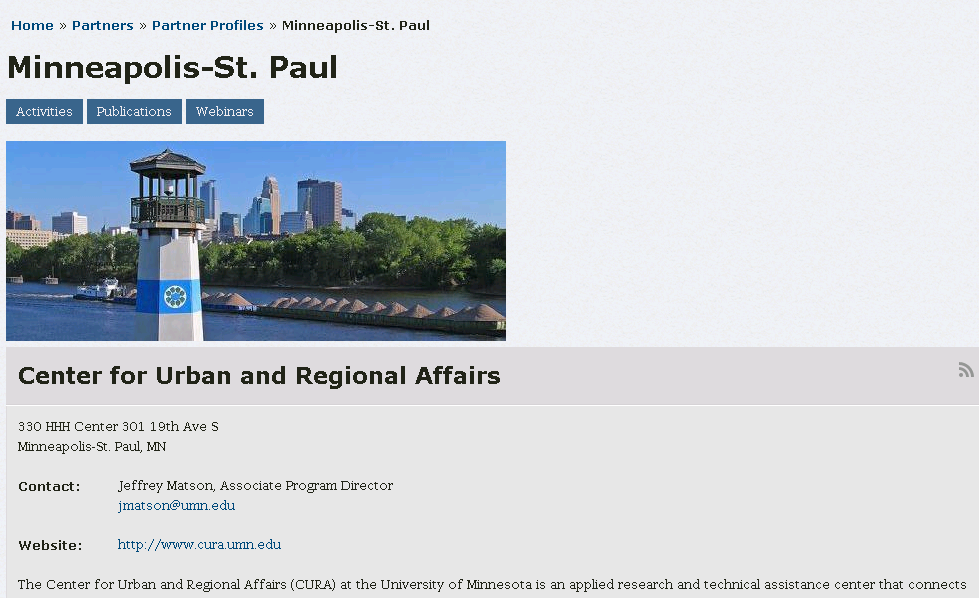 Home » Partners » Partner Profiles » Minneapolis-St. Paul
Minneapolis-St. Paul
Activities Publications Webinars
Center for Urban and Regional Affairs
330 HHH Center 301 19th Ave S
Minneapolis-St. Paul, MN
Contact: Jeffrey Matson, Associate Program Director
jmatson@umn.edu
Website: http://www.cura.umn.edu
The Center for Urban and Regional Affairs (CURA) at the University of Minnesota is an applied research and technical assistance center that connects